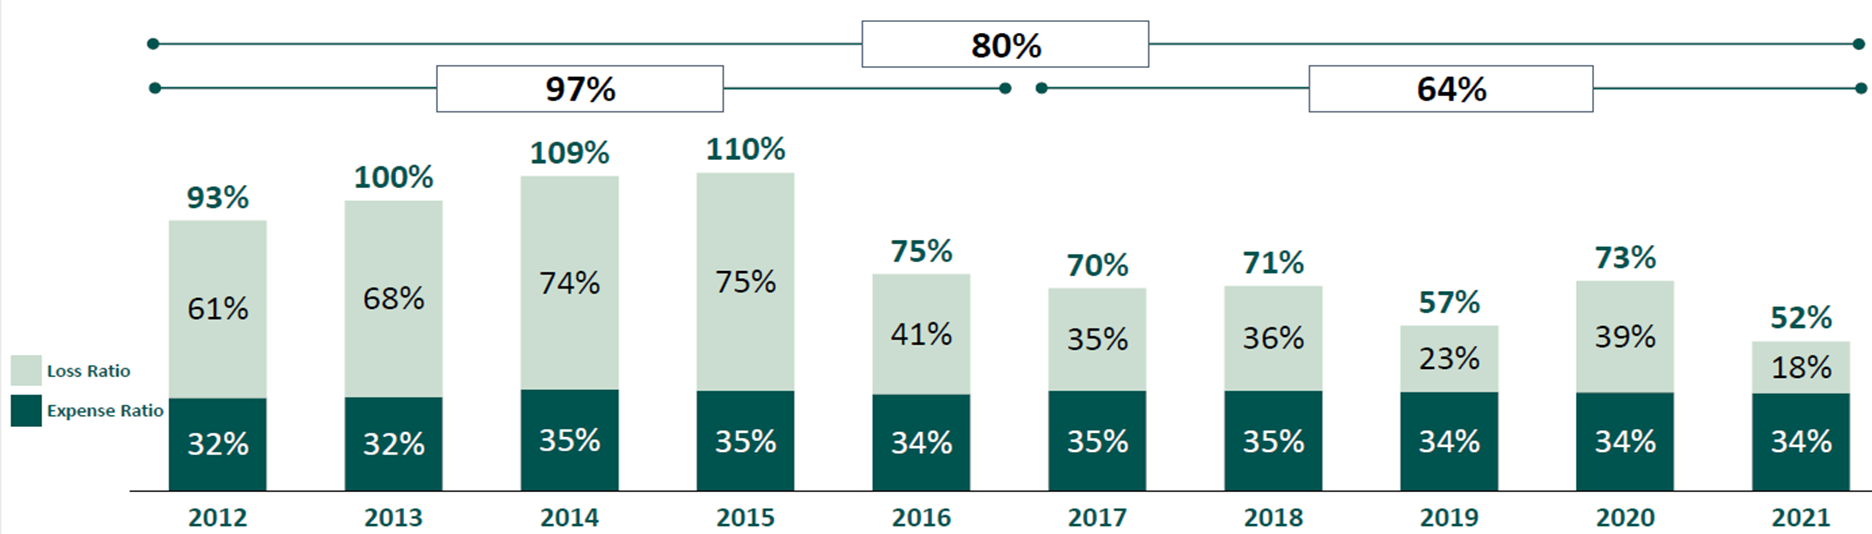 80%
97% 64%
93% 100% 109% 110% 75% 70% 71% 57% 73% 52%
61% 68% 74% 75% 41% 35% 36% 23% 39% 18%
Loss Ratio
Expense Ratio
32% 32% 35% 35% 34% 35% 35% 34% 34% 34%
2012 2013 2014 2015 2016 2017 2018 2019 2020 2021